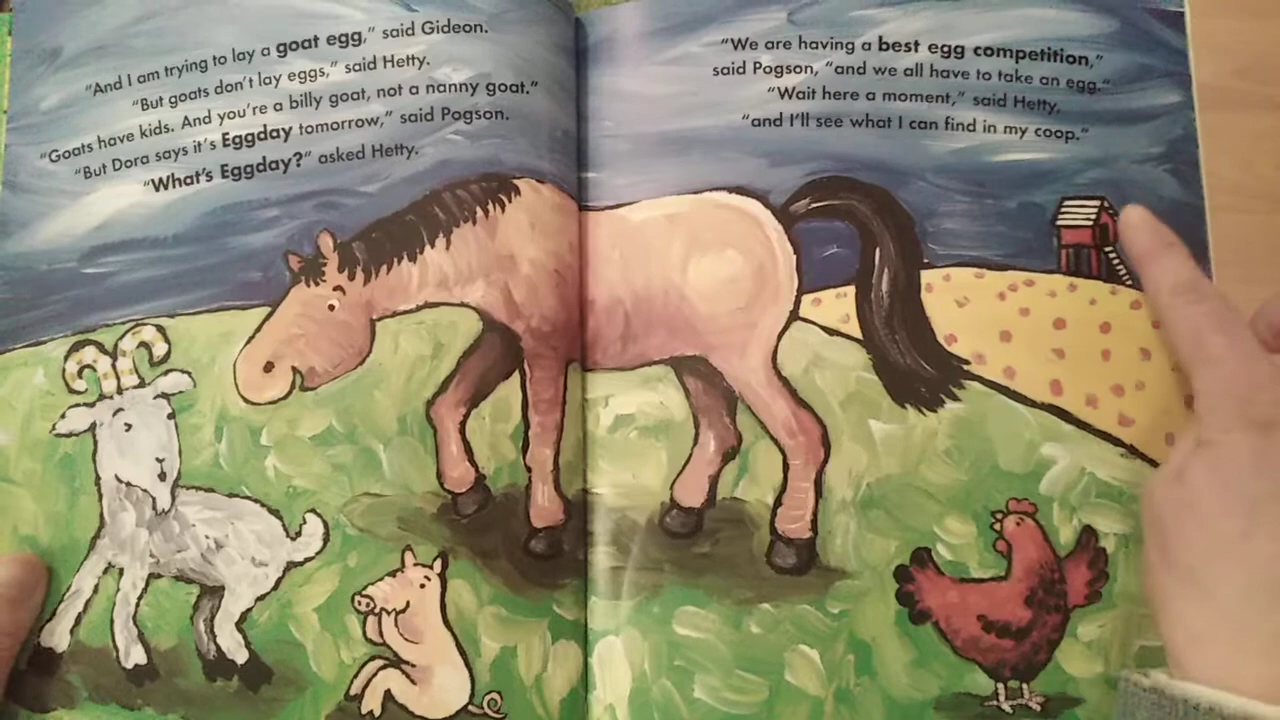 "And I am trying to lay a goat egg," said Gideon.
"But goats don't lay eggs," said Hetty.
"Goats have kids. And you're a billy goat, not a nanny goat."
"But Dora says it's Eggday tomorrow," said Pogson.
"What's Eggday?" asked Hetty.
"We are having a best egg competition,"
said Pogson, "and we all have to take an egg."
"Wait here a moment," said Hetty,
"and I'll see what I can find in my coop."